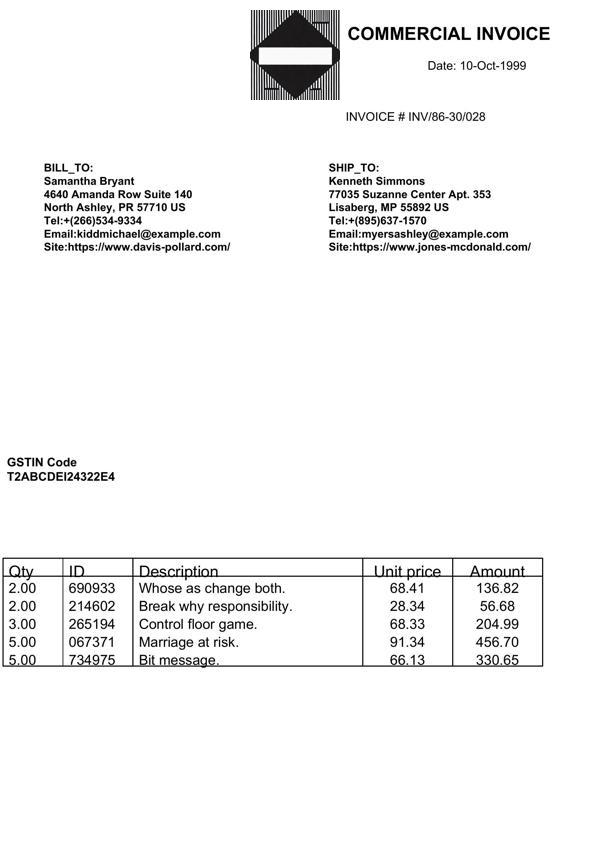 COMMERCIAL INVOICE
Date: 10-Oct-1999
INVOICE # INV/86-30/028
BILL_TO:
Samantha Bryant
4640 Amanda Row Suite 140
North Ashley, PR 57710 US
Tel:+(266)534-9334
Email:kiddmichael@example.com
Site:https://www.davis-pollard.com/
SHIP_TO:
Kenneth Simmons
77035 Suzanne Center Apt. 353
Lisaberg, MP 55892 US
Tel:+(895)637-1570
Email:myersashley@example.com
Site:https://www.jones-mcdonald.com/
GSTIN Code
T2ABCDEI24322E4
Qty ID Description Unit price Amount
2.00 690933 Whose as change both. 68.41 136.82
2.00 214602 Break why responsibility. 28.34 56.68
3.00 265194 Control floor game. 68.33 204.99
5.00 067371 Marriage at risk. 91.34 456.70
5.00 734975 Bit message. 66.13 330.65